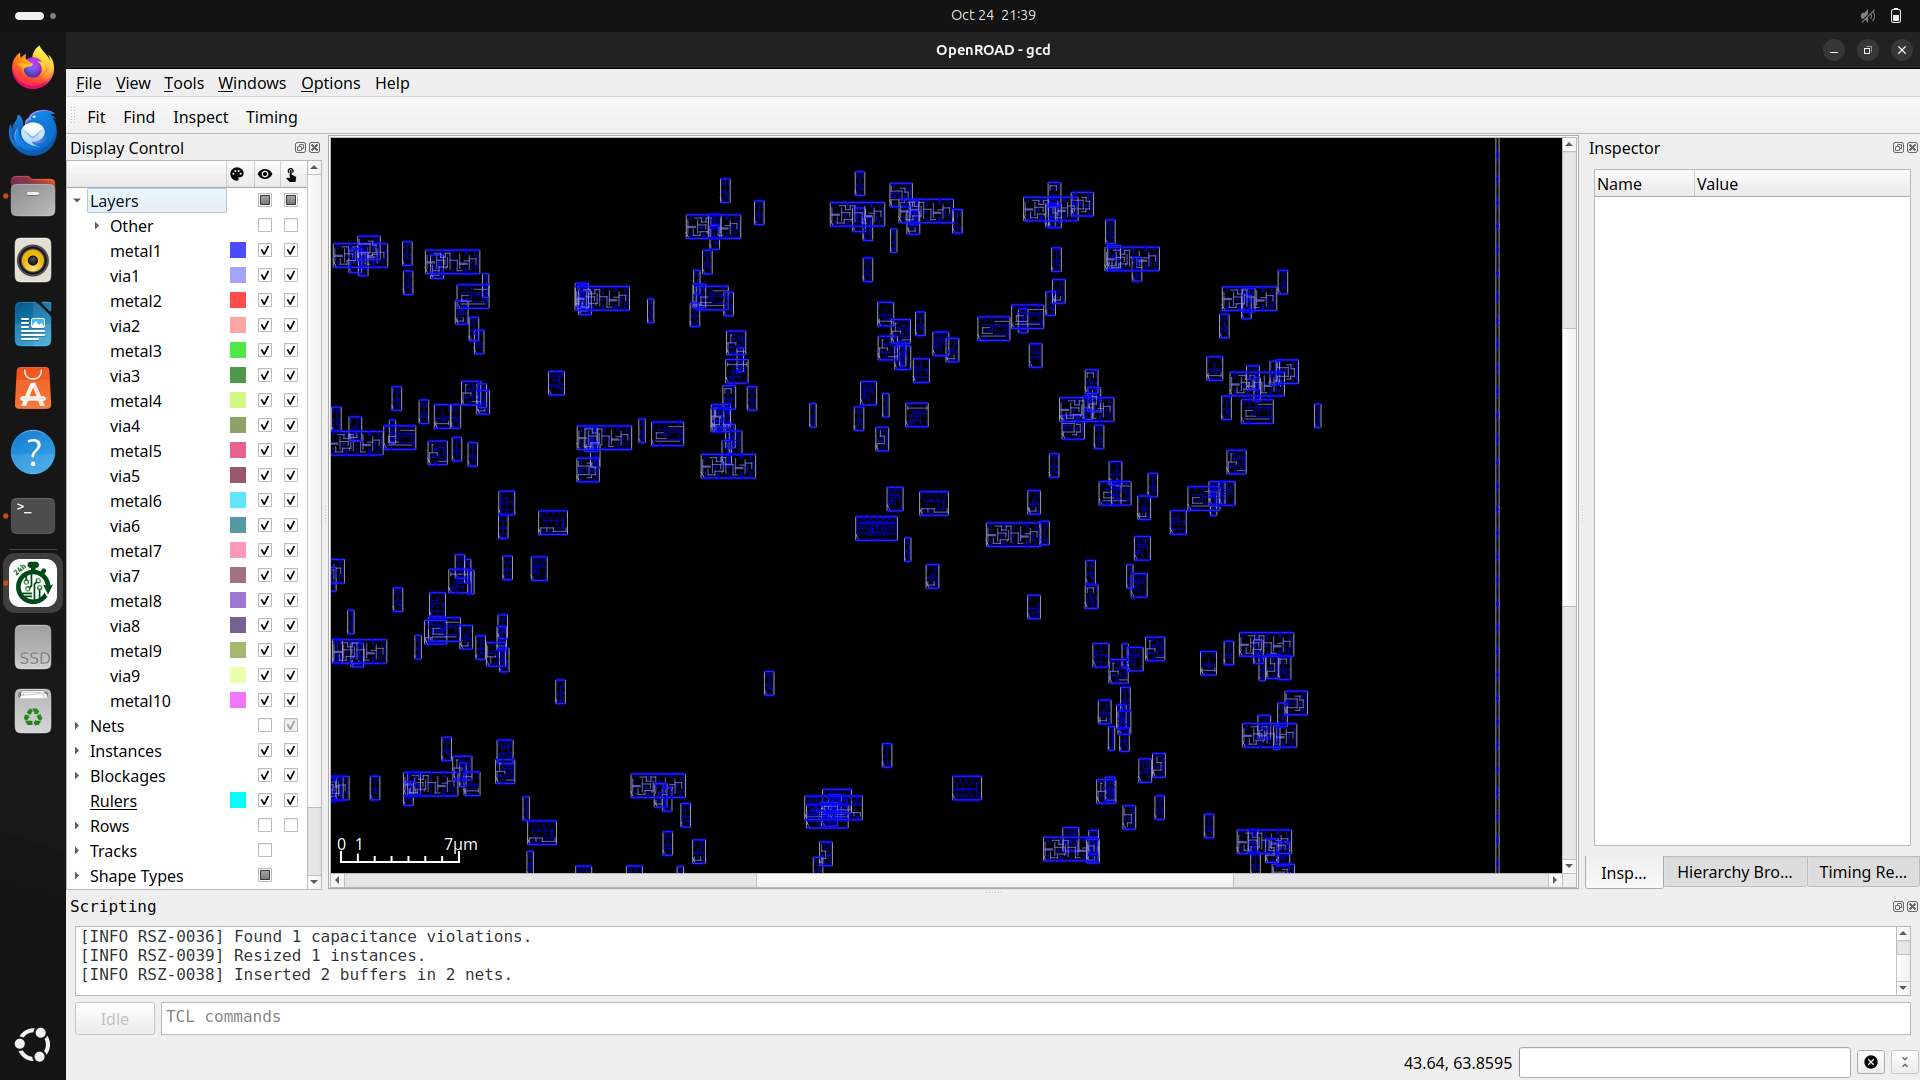 Oct 24 21:39
OpenROAD - gcd
File View Tools Windows Options Help
Fit Find Inspect Timing
Display Control
Layers
Other
metal1
via1
metal2
via2
metal3
via3
metal4
via4
metal5
via5
metal6
via6
metal7
via7
metal8
via8
metal9
via9
metal10
Nets
Instances
Blockages
Rulers
Rows
Tracks
Shape Types
0 1 7µm
Inspector
Name Value
Insp... Hierarchy Bro... Timing Re...
Scripting
[INFO RSZ-0036] Found 1 capacitance violations.
[INFO RSZ-0039] Resized 1 instances.
[INFO RSZ-0038] Inserted 2 buffers in 2 nets.
Idle TCL commands
43.64, 63.8595
SSD
24h